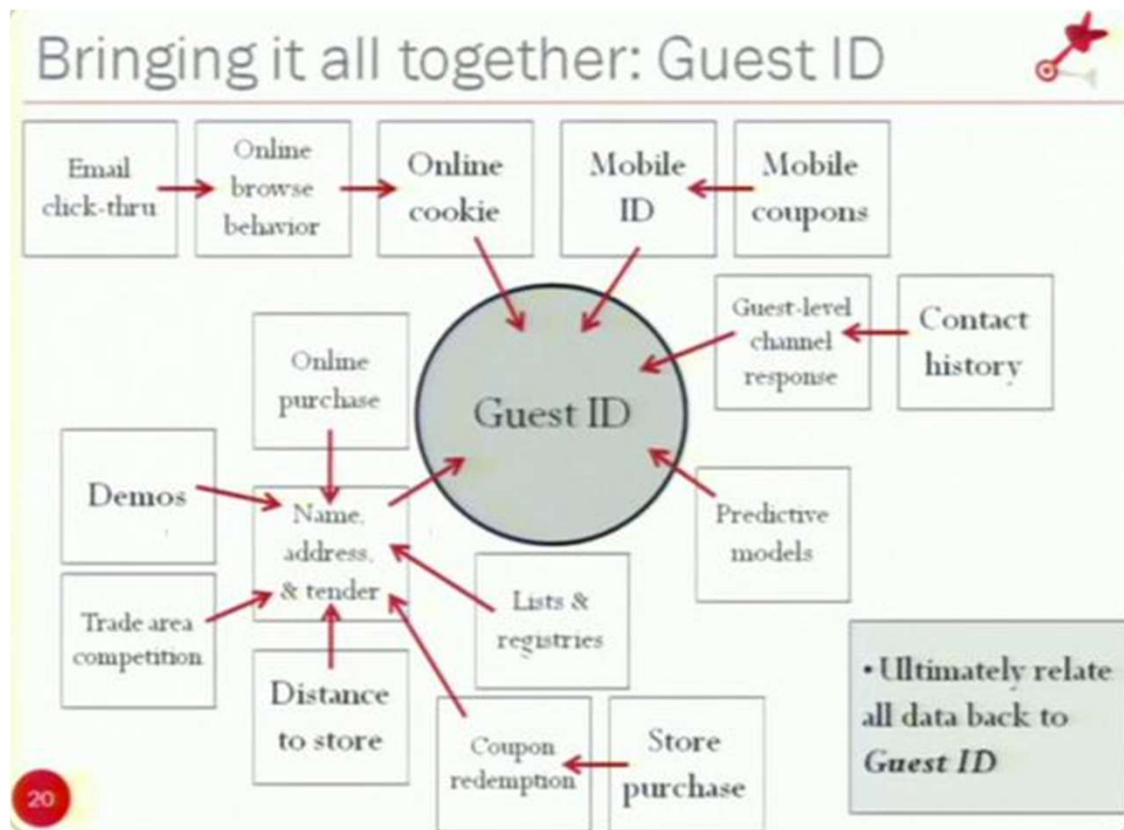 Bringing it all together: Guest ID
Email
click-thru
Online
browse
behavior
Online
cookie
Mobile
ID
Mobile
coupons
Guest-level
channel
response
Contact
history
Online
purchase
Guest ID
Demos
Name,
address,
& tender
Predictive
models
Trade area
competition
Lists &
registries
Distance
to store
Coupon
redemption
Store
purchase
• Ultimately relate
all data back to
Guest ID
20